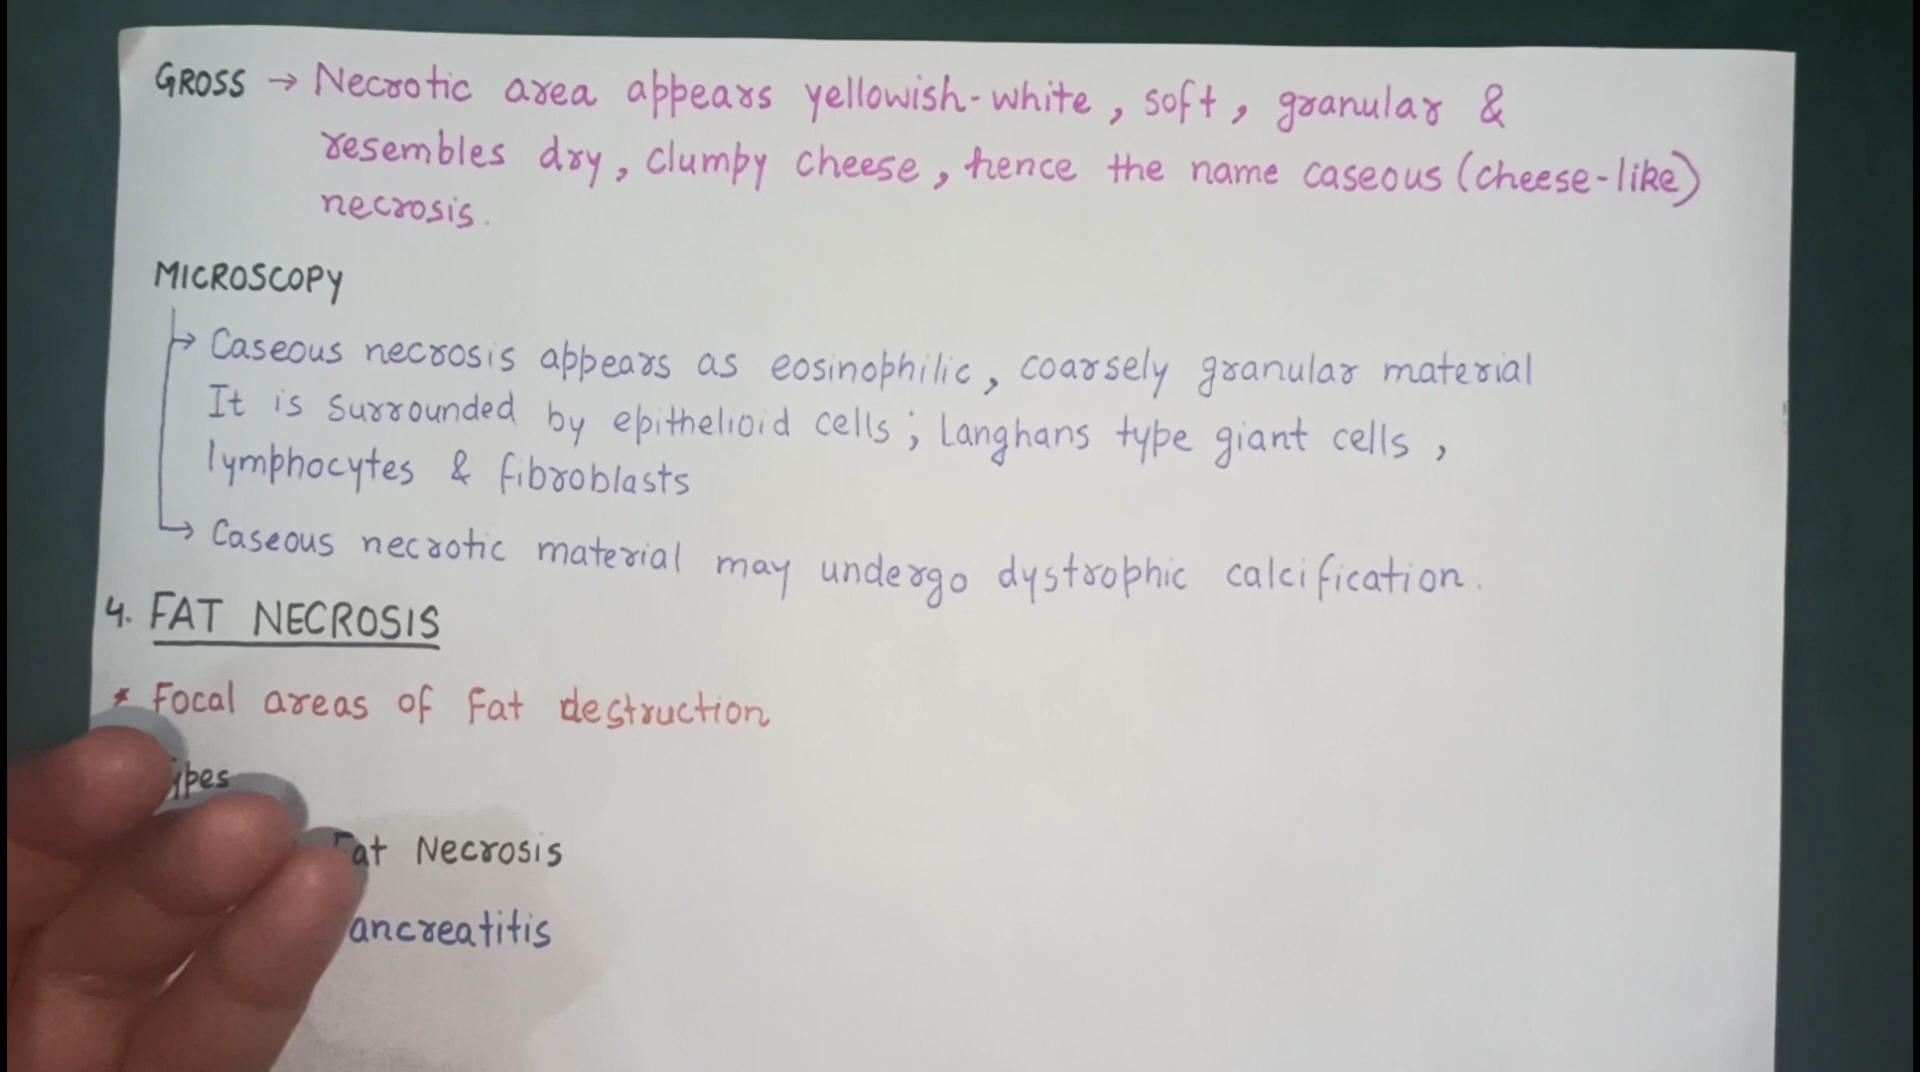 GROSS → Necrotic area appears yellowish-white, soft, granular &
resembles dry, clumpy cheese, hence the name caseous (cheese-like)
necrosis.
MICROSCOPY
→ Caseous necrosis appears as eosinophilic, coarsely granular material
It is surrounded by epithelioid cells; Langhans type giant cells,
lymphocytes & fibroblasts
→ Caseous necrotic material may undergo dystrophic calcification.
4. FAT NECROSIS
* Focal areas of Fat destruction
Fat Necrosis